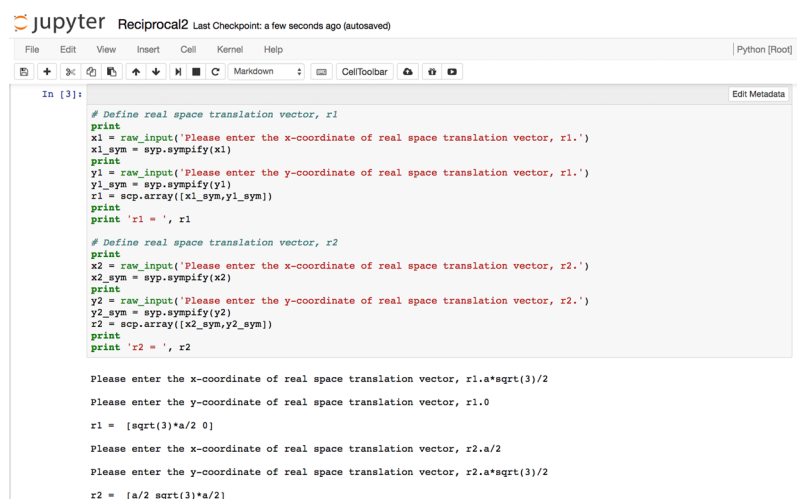 jupyter Reciprocal2 Last Checkpoint: a few seconds ago (autosaved)
File Edit View Insert Cell Kernel Help Python [Root]
Markdown CellToolbar
In [3]: Edit Metadata
# Define real space translation vector, r1
print
x1 = raw_input('Please enter the x-coordinate of real space translation vector, r1.')
x1_sym = syp.sympify(x1)
print
y1 = raw_input('Please enter the y-coordinate of real space translation vector, r1.')
y1_sym = syp.sympify(y1)
r1 = scp.array([x1_sym,y1_sym])
print
print 'r1 = ', r1
# Define real space translation vector, r2
print
x2 = raw_input('Please enter the x-coordinate of real space translation vector, r2.')
x2_sym = syp.sympify(x2)
print
y2 = raw_input('Please enter the y-coordinate of real space translation vector, r2.')
y2_sym = syp.sympify(y2)
r2 = scp.array([x2_sym,y2_sym])
print
print 'r2 = ', r2
Please enter the x-coordinate of real space translation vector, r1.a*sqrt(3)/2
Please enter the y-coordinate of real space translation vector, r1.0
r1 =  [sqrt(3)*a/2 0]
Please enter the x-coordinate of real space translation vector, r2.a/2
Please enter the y-coordinate of real space translation vector, r2.a*sqrt(3)/2
r2 =  [a/2 sqrt(3)*a/2]